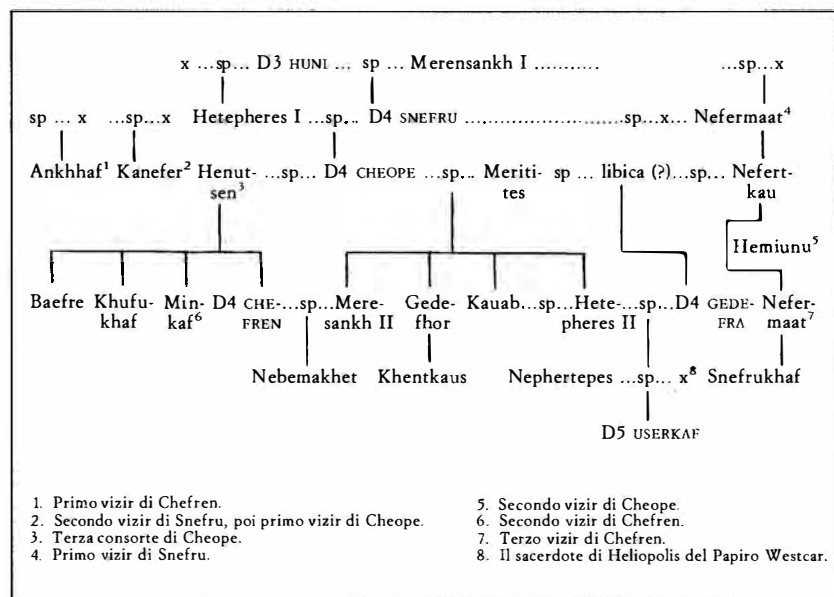 x ...sp... D3 HUNI ... sp ... Merensankh I .......... ...sp...x
sp ... x ...sp...x Hetepheres I ...sp... D4 SNEFRU .......................sp...x... Nefermaat⁴
Ankhhaf¹ Kanefer² Henut- ...sp... D4 CHEOPE ...sp... Meriti- sp ... libica (?)...sp... Nefert-
sen³ tes kau
Hemiunu⁵
Baefre Khufu- Min- D4 CHE-...sp...Mere- Gede- Kauab...sp...Hete-...sp...D4 GEDE- Nefer-
khaf kaf⁶ FREN sankh II fhor pheres II FRA maat⁷
Nebemakhet Khentkaus Nephertepes ...sp... x⁸ Snefrukhaf
D5 USERKAF
1. Primo vizir di Chefren.
2. Secondo vizir di Snefru, poi primo vizir di Cheope.
3. Terza consorte di Cheope.
4. Primo vizir di Snefru.
5. Secondo vizir di Cheope.
6. Secondo vizir di Chefren.
7. Terzo vizir di Chefren.
8. Il sacerdote di Heliopolis del Papiro Westcar.